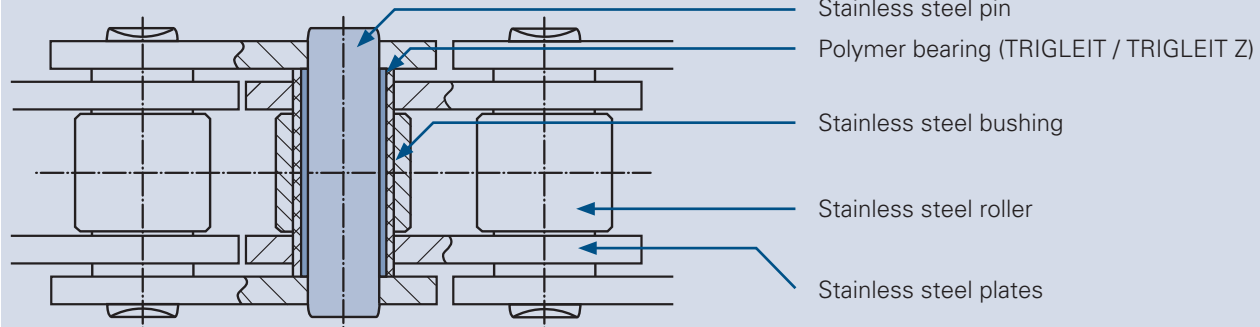 Stainless steel pin
Polymer bearing (TRIGLEIT / TRIGLEIT Z)
Stainless steel bushing
Stainless steel roller
Stainless steel plates